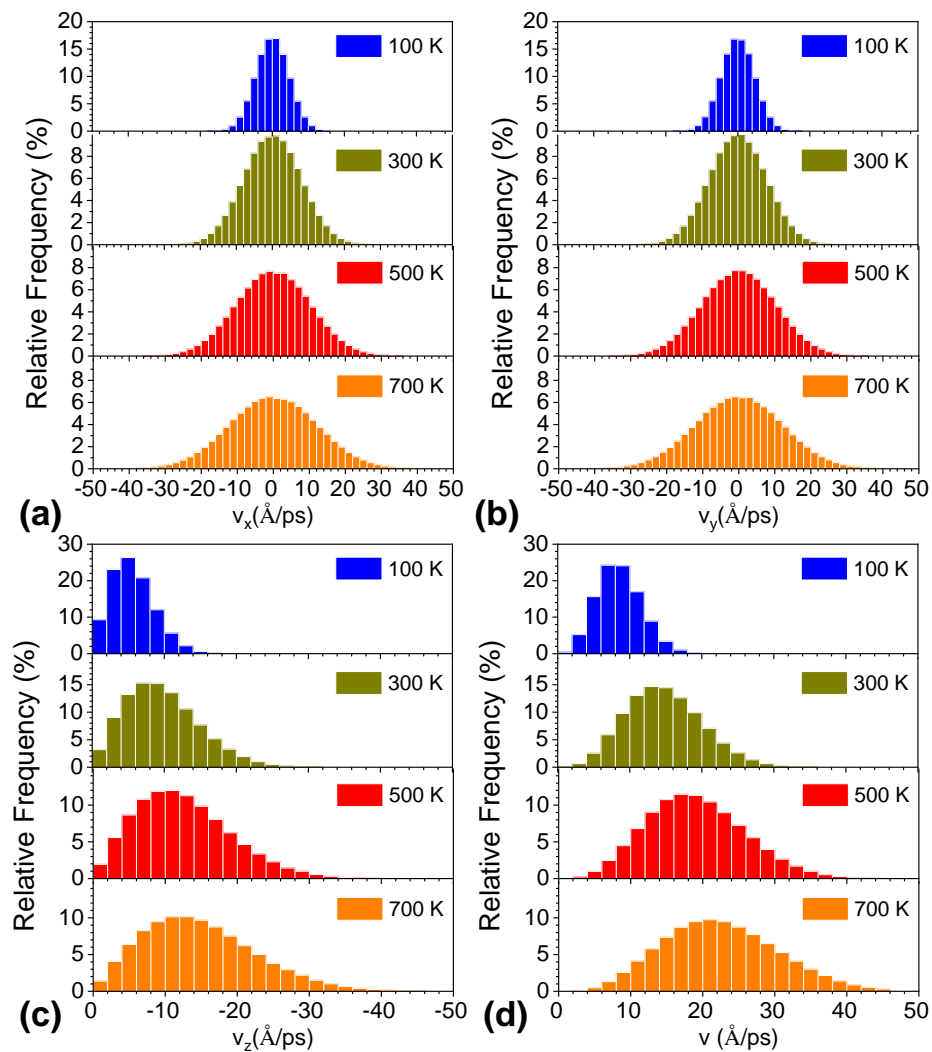 Relative Frequency (%)
20
15
10
5
0
100 K
8
6
4
2
0
300 K
8
6
4
2
0
500 K
8
6
4
2
0
700 K
-50 -40 -30 -20 -10 0 10 20 30 40 50
(a)
vx(Å/ps)
Relative Frequency (%)
20
15
10
5
0
100 K
8
6
4
2
0
300 K
8
6
4
2
0
500 K
8
6
4
2
0
700 K
-50 -40 -30 -20 -10 0 10 20 30 40 50
(b)
vy(Å/ps)
Relative Frequency (%)
30
20
10
0
100 K
15
10
5
0
300 K
10
5
0
500 K
10
5
0
700 K
0 -10 -20 -30 -40 -50
(c)
vz(Å/ps)
Relative Frequency (%)
30
20
10
0
100 K
15
10
5
0
300 K
10
5
0
500 K
10
5
0
700 K
0 10 20 30 40 50
(d)
v (Å/ps)